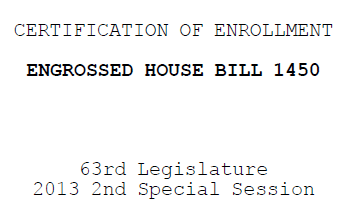 CERTIFICATION OF ENROLLMENT
ENGROSSED HOUSE BILL 1450
63rd Legislature
2013 2nd Special Session